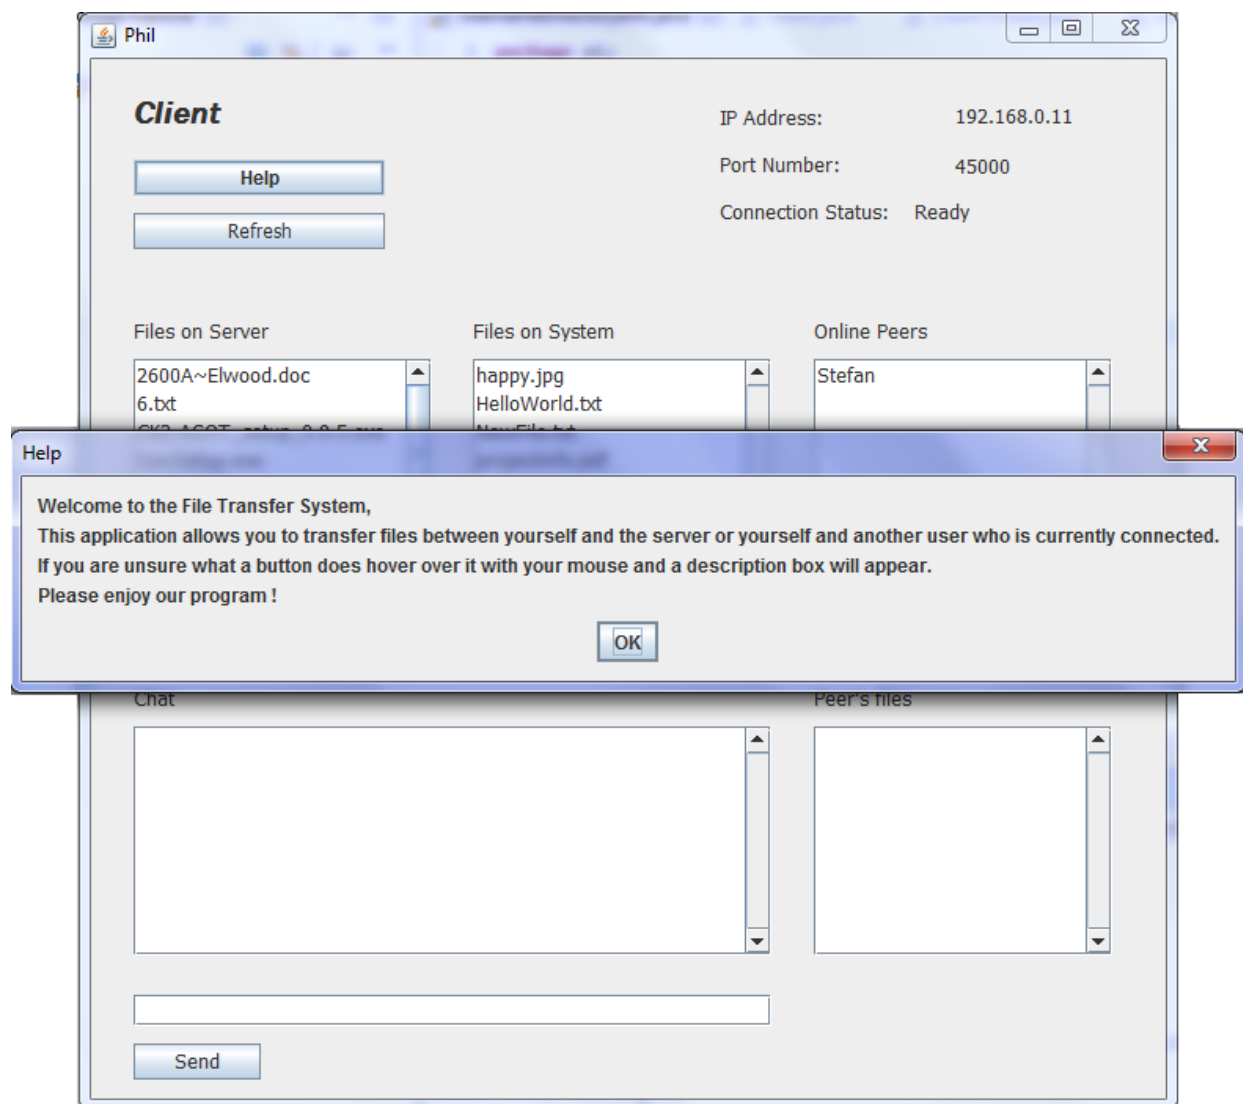 Phil
Client
IP Address: 192.168.0.11
Help
Port Number: 45000
Refresh
Connection Status: Ready
Files on Server Files on System Online Peers
2600A~Elwood.doc happy.jpg Stefan
6.txt HelloWorld.txt
NewFile.txt
Help
Welcome to the File Transfer System,
This application allows you to transfer files between yourself and the server or yourself and another user who is currently connected.
If you are unsure what a button does hover over it with your mouse and a description box will appear.
Please enjoy our program !
OK
Chat Peer's files
Send